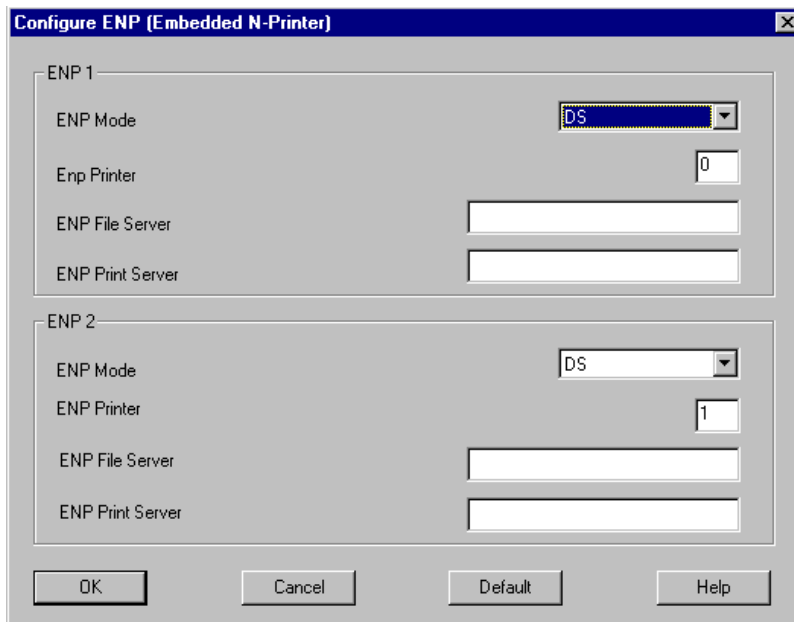 Configure ENP (Embedded N-Printer)
ENP 1
ENP Mode DS
Enp Printer 0
ENP File Server
ENP Print Server
ENP 2
ENP Mode DS
ENP Printer 1
ENP File Server
ENP Print Server
OK Cancel Default Help